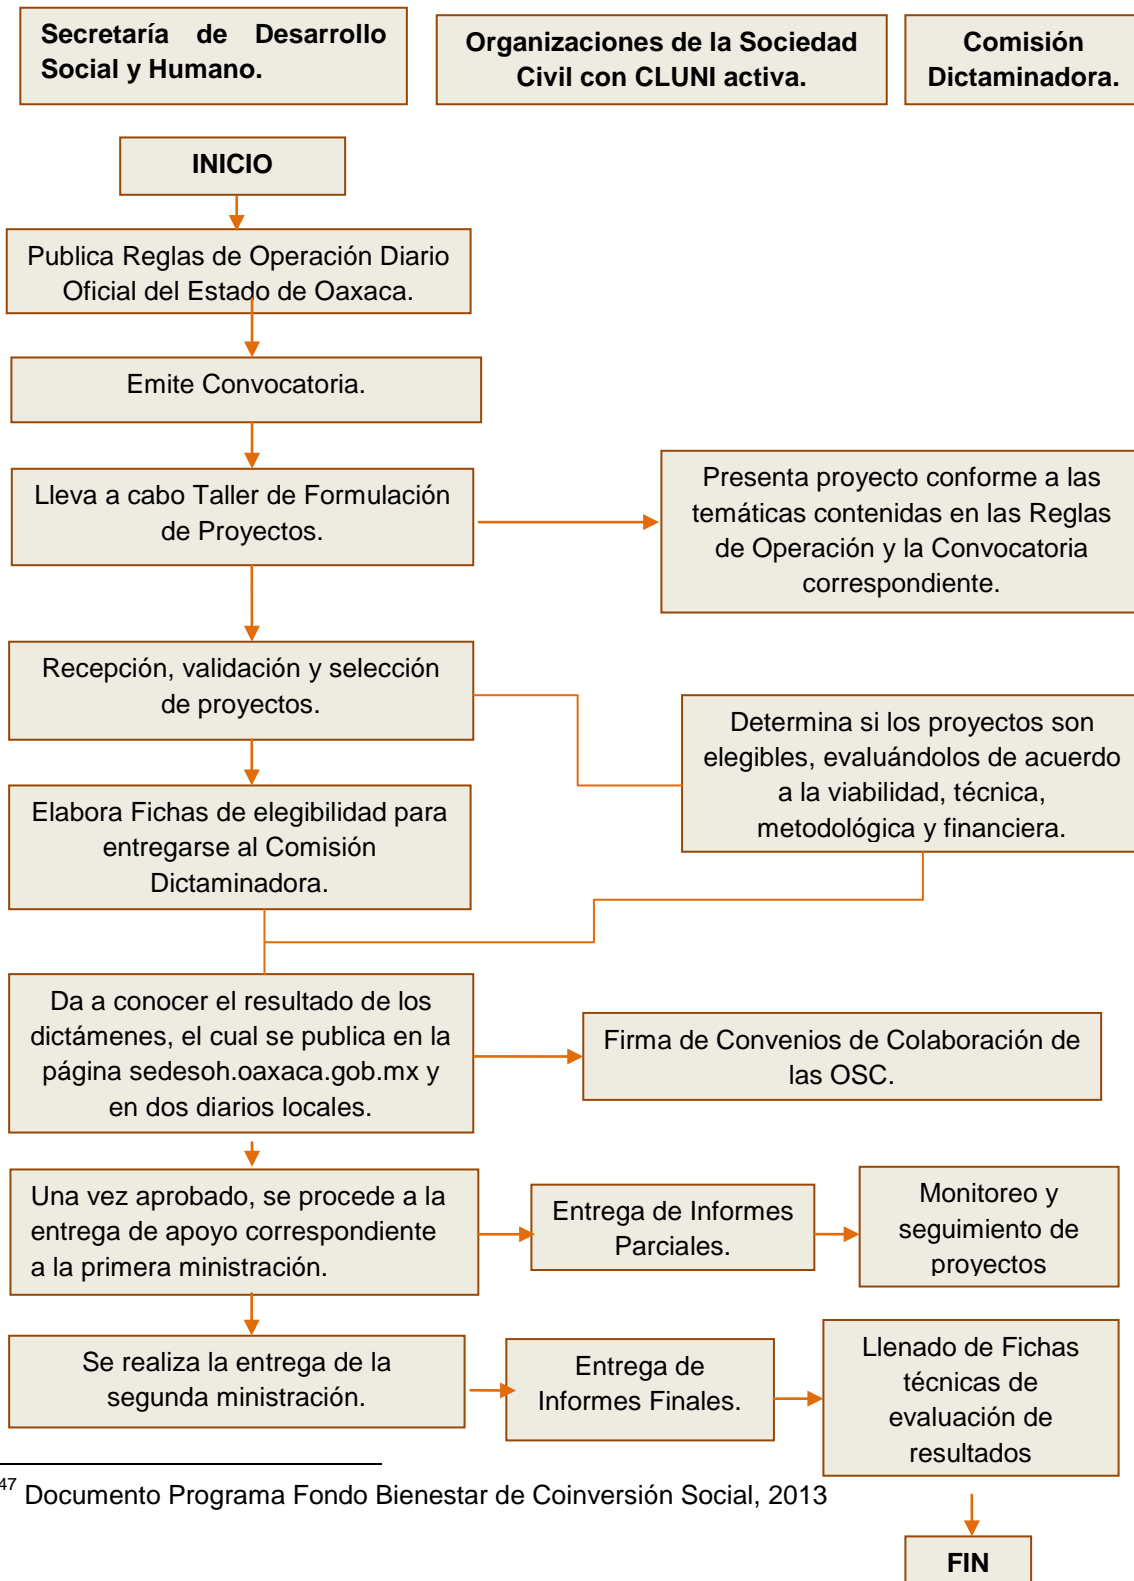 Secretaría de Desarrollo
Social y Humano.
Organizaciones de la Sociedad
Civil con CLUNI activa.
Comisión
Dictaminadora.
INICIO
Publica Reglas de Operación Diario
Oficial del Estado de Oaxaca.
Emite Convocatoria.
Lleva a cabo Taller de Formulación
de Proyectos.
Presenta proyecto conforme a las
temáticas contenidas en las Reglas
de Operación y la Convocatoria
correspondiente.
Recepción, validación y selección
de proyectos.
Determina si los proyectos son
elegibles, evaluándolos de acuerdo
a la viabilidad, técnica,
metodológica y financiera.
Elabora Fichas de elegibilidad para
entregarse al Comisión
Dictaminadora.
Da a conocer el resultado de los
dictámenes, el cual se publica en la
página sedesoh.oaxaca.gob.mx y
en dos diarios locales.
Firma de Convenios de Colaboración de
las OSC.
Una vez aprobado, se procede a la
entrega de apoyo correspondiente
a la primera ministración.
Entrega de Informes
Parciales.
Monitoreo y
seguimiento de
proyectos
Se realiza la entrega de la
segunda ministración.
Entrega de
Informes Finales.
Llenado de Fichas
técnicas de
evaluación de
resultados
47 Documento Programa Fondo Bienestar de Coinversión Social, 2013
FIN